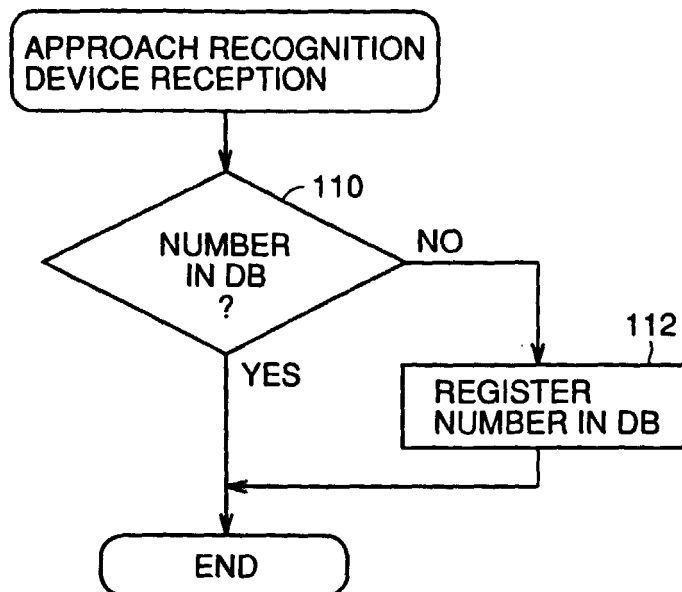 APPROACH RECOGNITION
DEVICE RECEPTION
110
NUMBER
IN DB
?
NO
YES
112
REGISTER
NUMBER IN DB
END